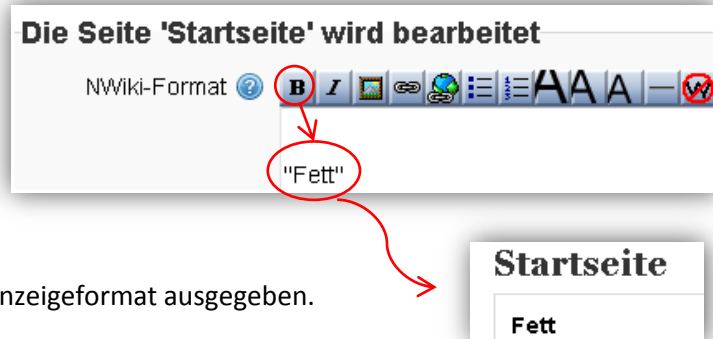 Die Seite 'Startseite' wird bearbeitet
NWiki-Format ? B I A A A W
"Fett"
Startseite
nzeigeformat ausgegeben.
Fett